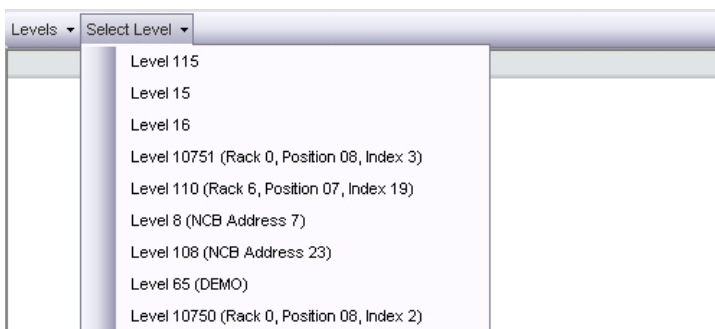 Levels Select Level
Level 115
Level 15
Level 16
Level 10751 (Rack 0, Position 08, Index 3)
Level 110 (Rack 6, Position 07, Index 19)
Level 8 (NCB Address 7)
Level 108 (NCB Address 23)
Level 65 (DEMO)
Level 10750 (Rack 0, Position 08, Index 2)